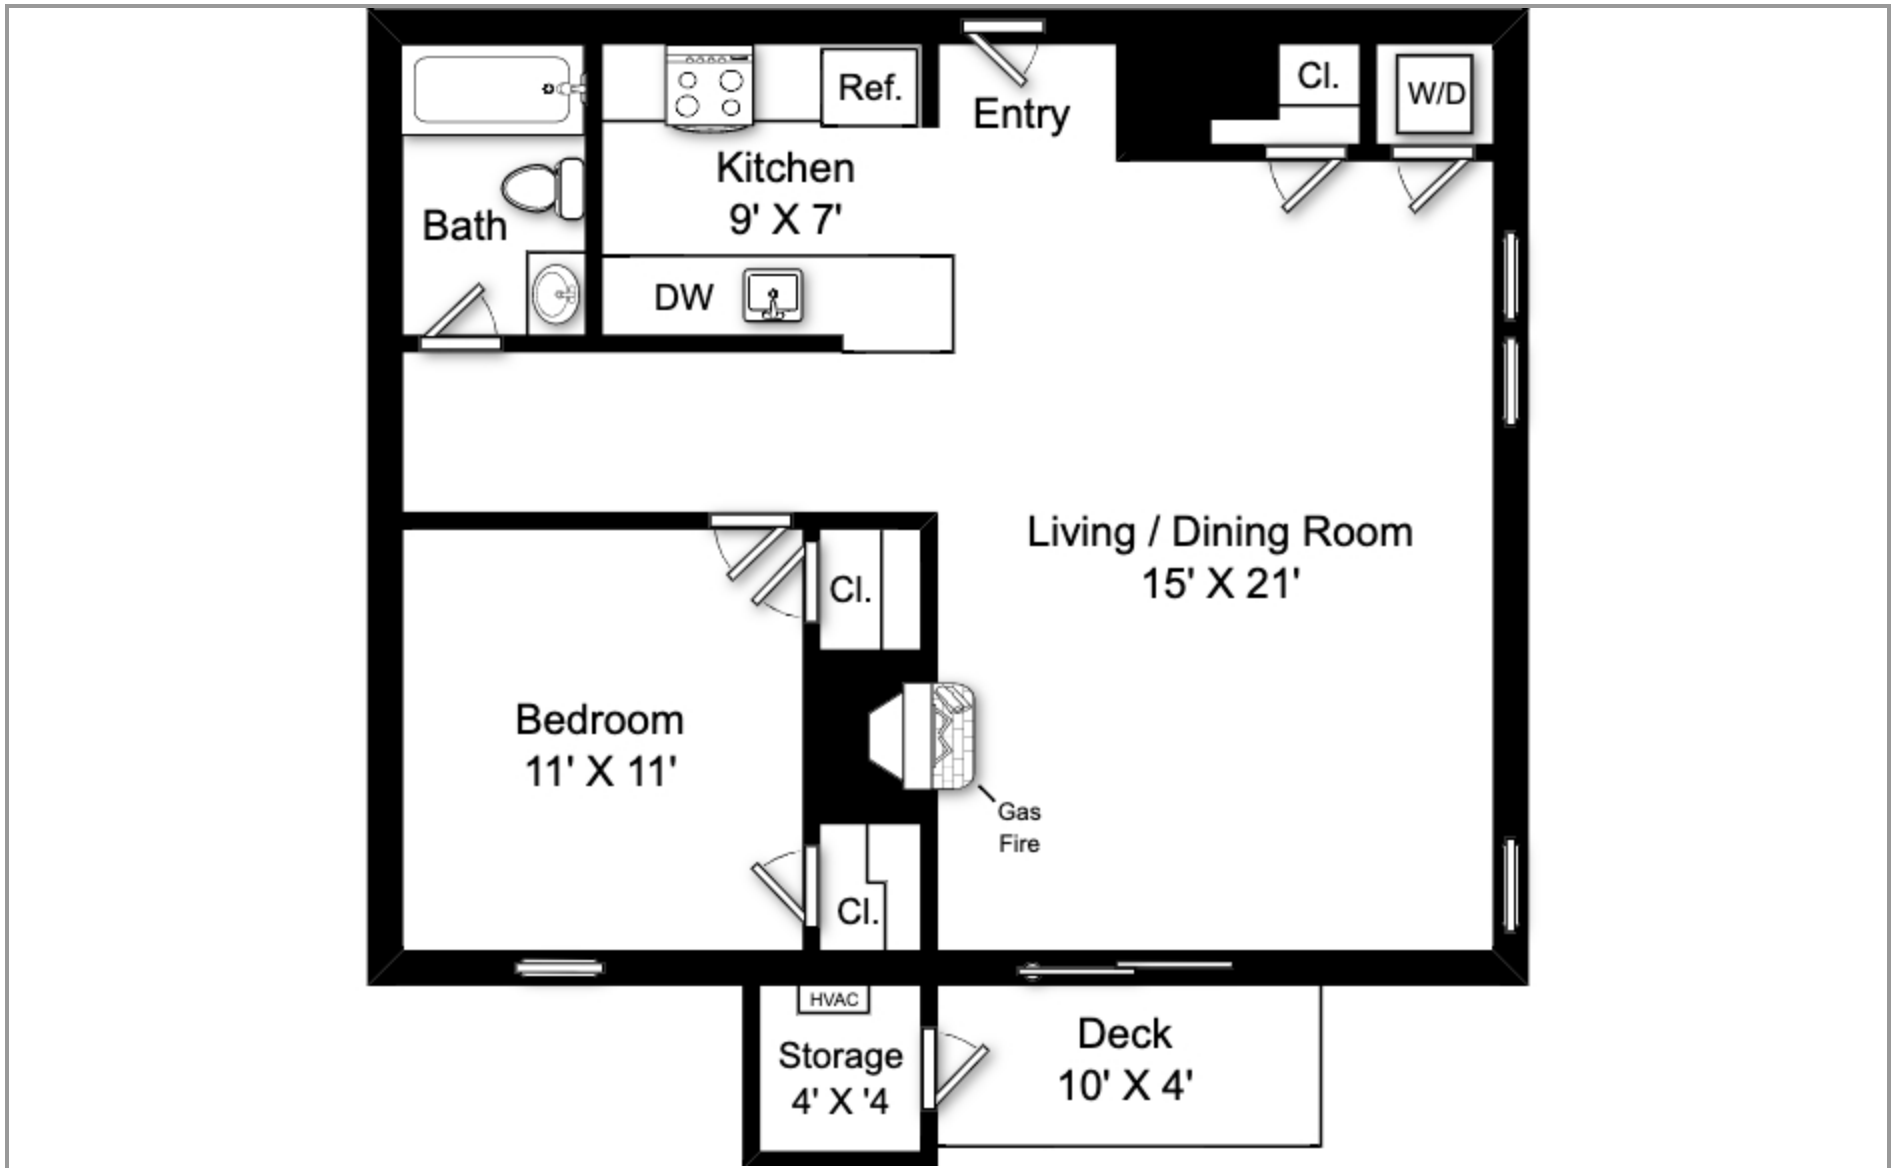 Ref.
Cl.
W/D
Entry
Kitchen
9' X 7'
Bath
DW
Living / Dining Room
15' X 21'
Cl.
Bedroom
11' X 11'
Gas
Fire
Cl.
HVAC
Storage
4' X '4
Deck
10' X 4'